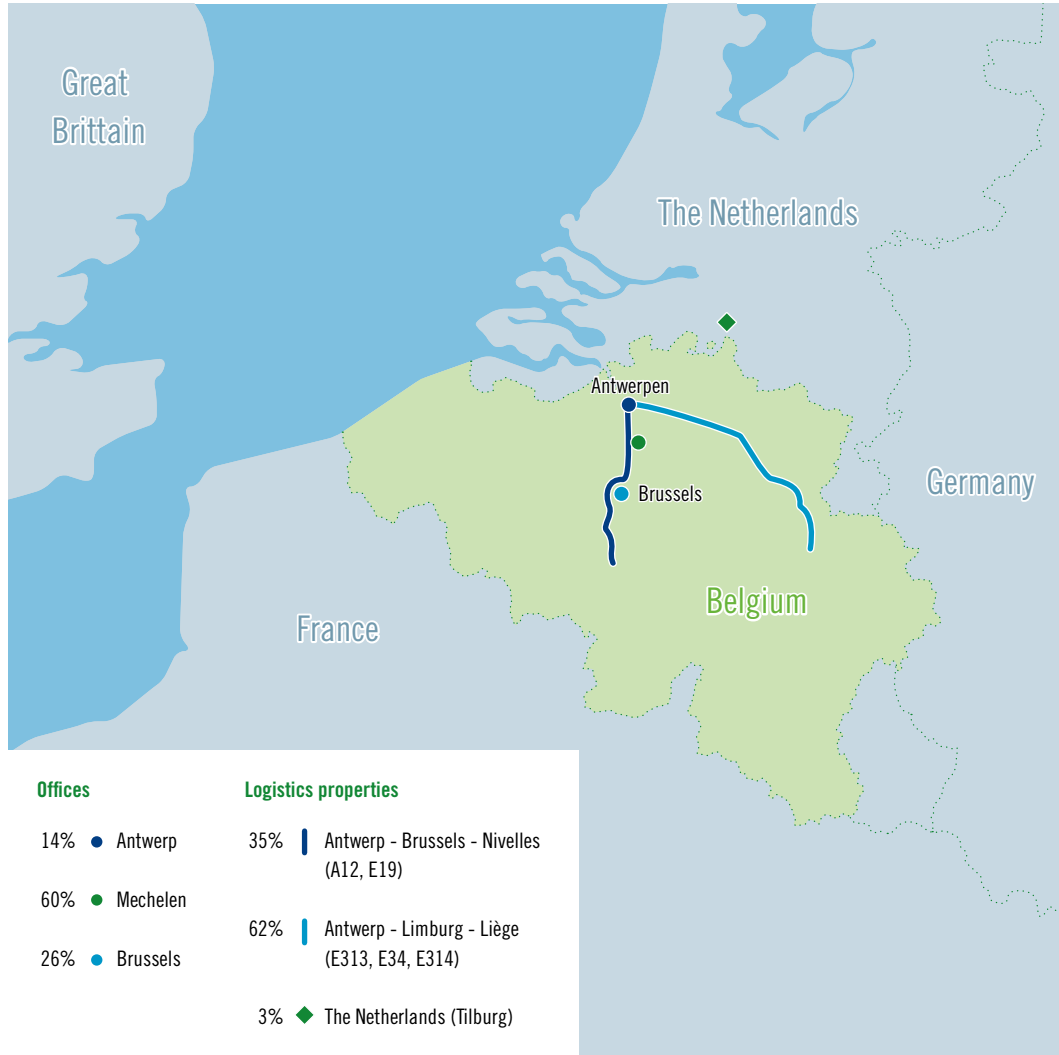 Great
Brittain
The Netherlands
Antwerpen
Brussels
Germany
Belgium
France
Offices
14% Antwerp
60% Mechelen
26% Brussels
Logistics properties
35% Antwerp - Brussels - Nivelles
(A12, E19)
62% Antwerp - Limburg - Liège
(E313, E34, E314)
3% The Netherlands (Tilburg)